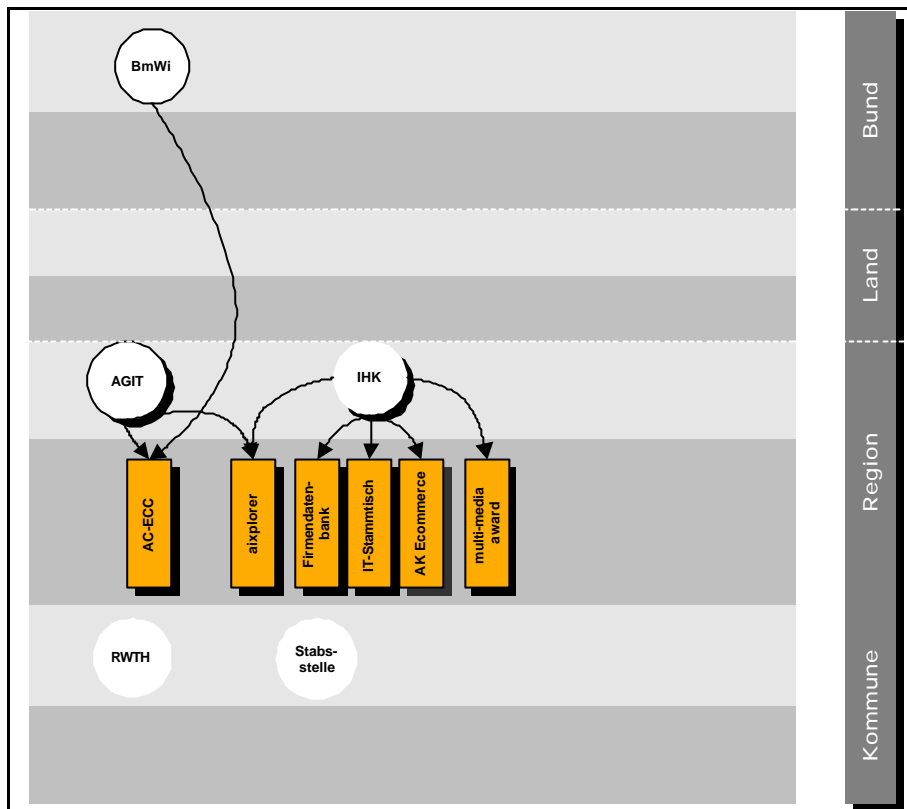 BmWi
Bund
Land
AGIT
IHK
Region
AC-ECC
aixplorer
Firmendaten-
bank
IT-Stammtisch
AK Ecommerce
multi-media
award
RWTH
Stabs-
stelle
Kommune